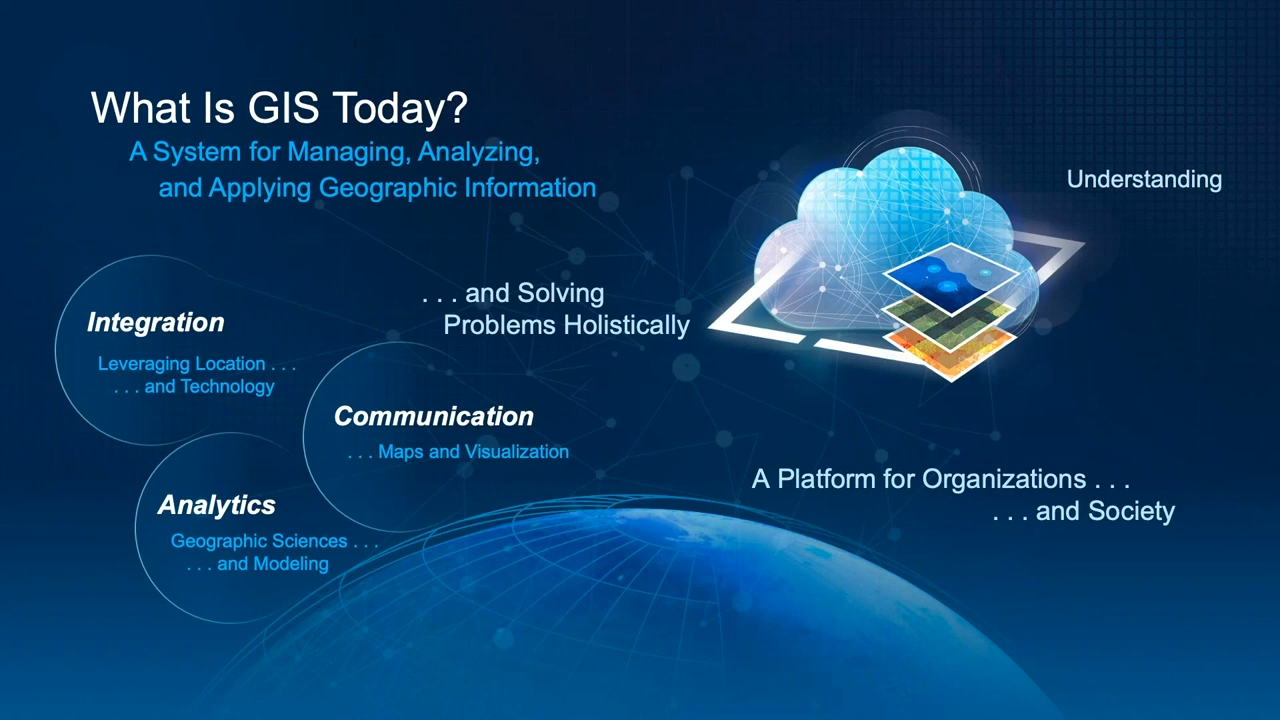 What Is GIS Today?
A System for Managing, Analyzing,
and Applying Geographic Information
Understanding
. . . and Solving
Problems Holistically
Integration
Leveraging Location . . .
. . . and Technology
Communication
. . . Maps and Visualization
Analytics
Geographic Sciences . . .
. . . and Modeling
A Platform for Organizations . . .
. . . and Society